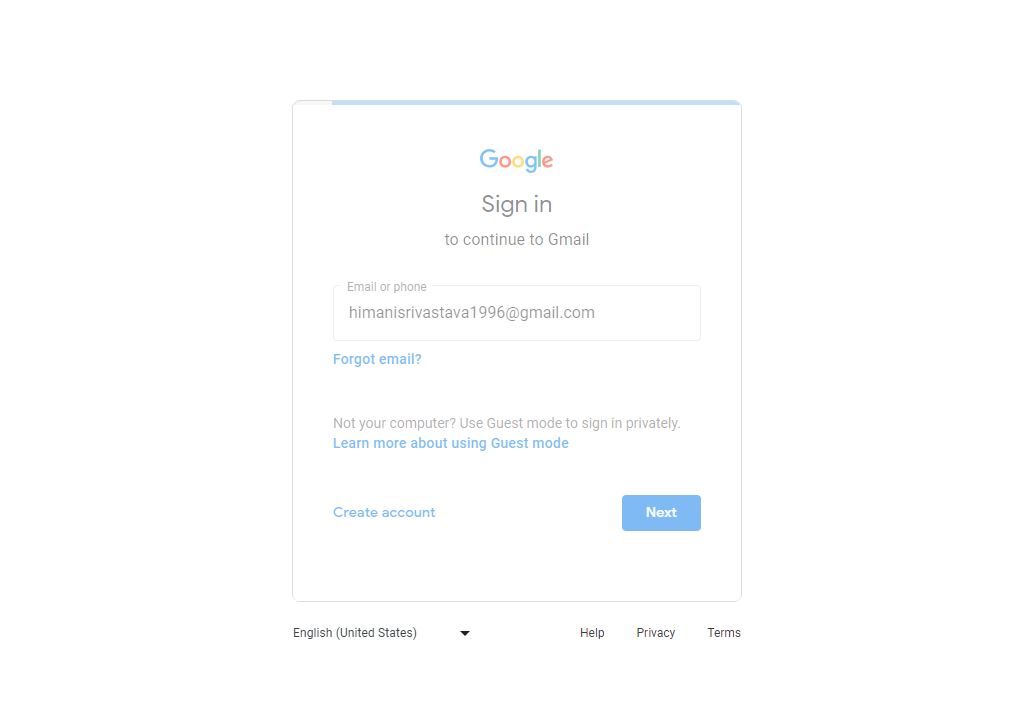 Google
Sign in
to continue to Gmail
Email or phone
himanisrivastava1996@gmail.com
Forgot email?
Not your computer? Use Guest mode to sign in privately.
Learn more about using Guest mode
Create account
Next
English (United States)
Help
Privacy
Terms